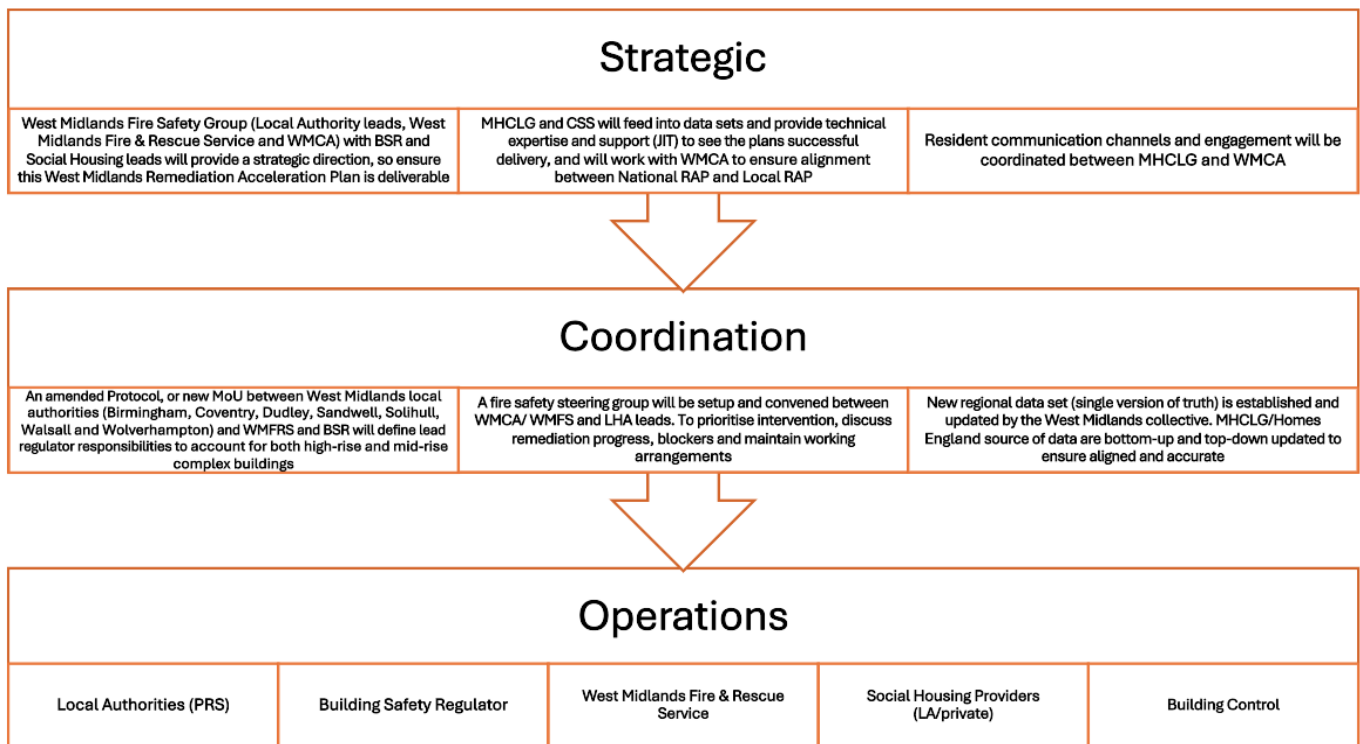 Strategic
West Midlands Fire Safety Group (Local Authority leads, West
Midlands Fire & Rescue Service and WMCA) with BSR and
Social Housing leads will provide a strategic direction, so ensure
this West Midlands Remediation Acceleration Plan is deliverable
MHCLG and CSS will feed into data sets and provide technical
expertise and support (JIT) to see the plans successful
delivery, and will work with WMCA to ensure alignment
between National RAP and Local RAP
Resident communication channels and engagement will be
coordinated between MHCLG and WMCA
Coordination
An amended Protocol, or new MoU between West Midlands local
authorities (Birmingham, Coventry, Dudley, Sandwell, Solihull,
Walsall and Wolverhampton) and WMFRS and BSR will define lead
regulator responsibilities to account for both high-rise and mid-rise
complex buildings
A fire safety steering group will be setup and convened between
WMCA/ WMFS and LHA leads. To prioritise intervention, discuss
remediation progress, blockers and maintain working
arrangements
New regional data set (single version of truth) is established and
updated by the West Midlands collective. MHCLG/Homes
England source of data are bottom-up and top-down updated to
ensure aligned and accurate
Operations
Local Authorities (PRS)
Building Safety Regulator
West Midlands Fire & Rescue
Service
Social Housing Providers
(LA/private)
Building Control